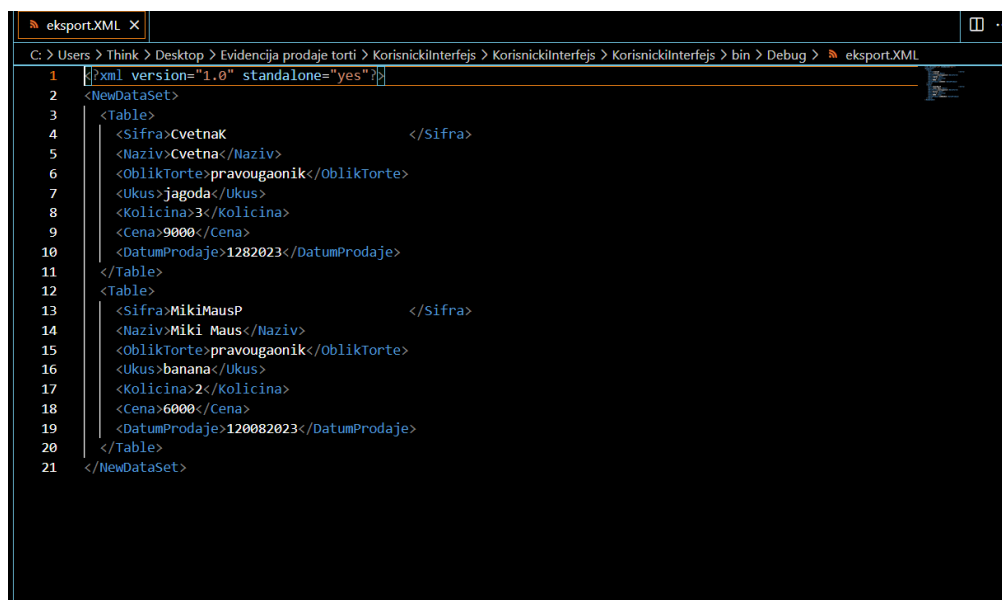 eksport.XML
C: > Users > Think > Desktop > Evidencija prodaje torti > KorisnickiInterfejs > KorisnickiInterfejs > KorisnickiInterfejs > bin > Debug > eksport.XML
1 <?xml version="1.0" standalone="yes"?>
2 <NewDataSet>
3 <Table>
4 <Sifra>CvetnaK                        </Sifra>
5 <Naziv>Cvetna</Naziv>
6 <OblikTorte>pravougaonik</OblikTorte>
7 <Ukus>jagoda</Ukus>
8 <Kolicina>3</Kolicina>
9 <Cena>9000</Cena>
10 <DatumProdaje>1282023</DatumProdaje>
11 </Table>
12 <Table>
13 <Sifra>MikiMausP                      </Sifra>
14 <Naziv>Miki Maus</Naziv>
15 <OblikTorte>pravougaonik</OblikTorte>
16 <Ukus>banana</Ukus>
17 <Kolicina>2</Kolicina>
18 <Cena>6000</Cena>
19 <DatumProdaje>120082023</DatumProdaje>
20 </Table>
21 </NewDataSet>